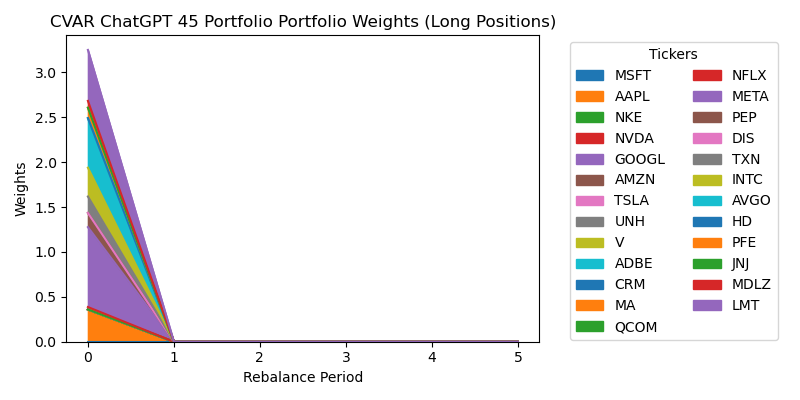 CVAR ChatGPT 45 Portfolio Portfolio Weights (Long Positions)
Weights
3.0
2.5
2.0
1.5
1.0
0.5
0.0
0 1 2 3 4 5
Rebalance Period
Tickers
MSFT
AAPL
NKE
NVDA
GOOGL
AMZN
TSLA
UNH
V
ADBE
CRM
MA
QCOM
NFLX
META
PEP
DIS
TXN
INTC
AVGO
HD
PFE
JNJ
MDLZ
LMT